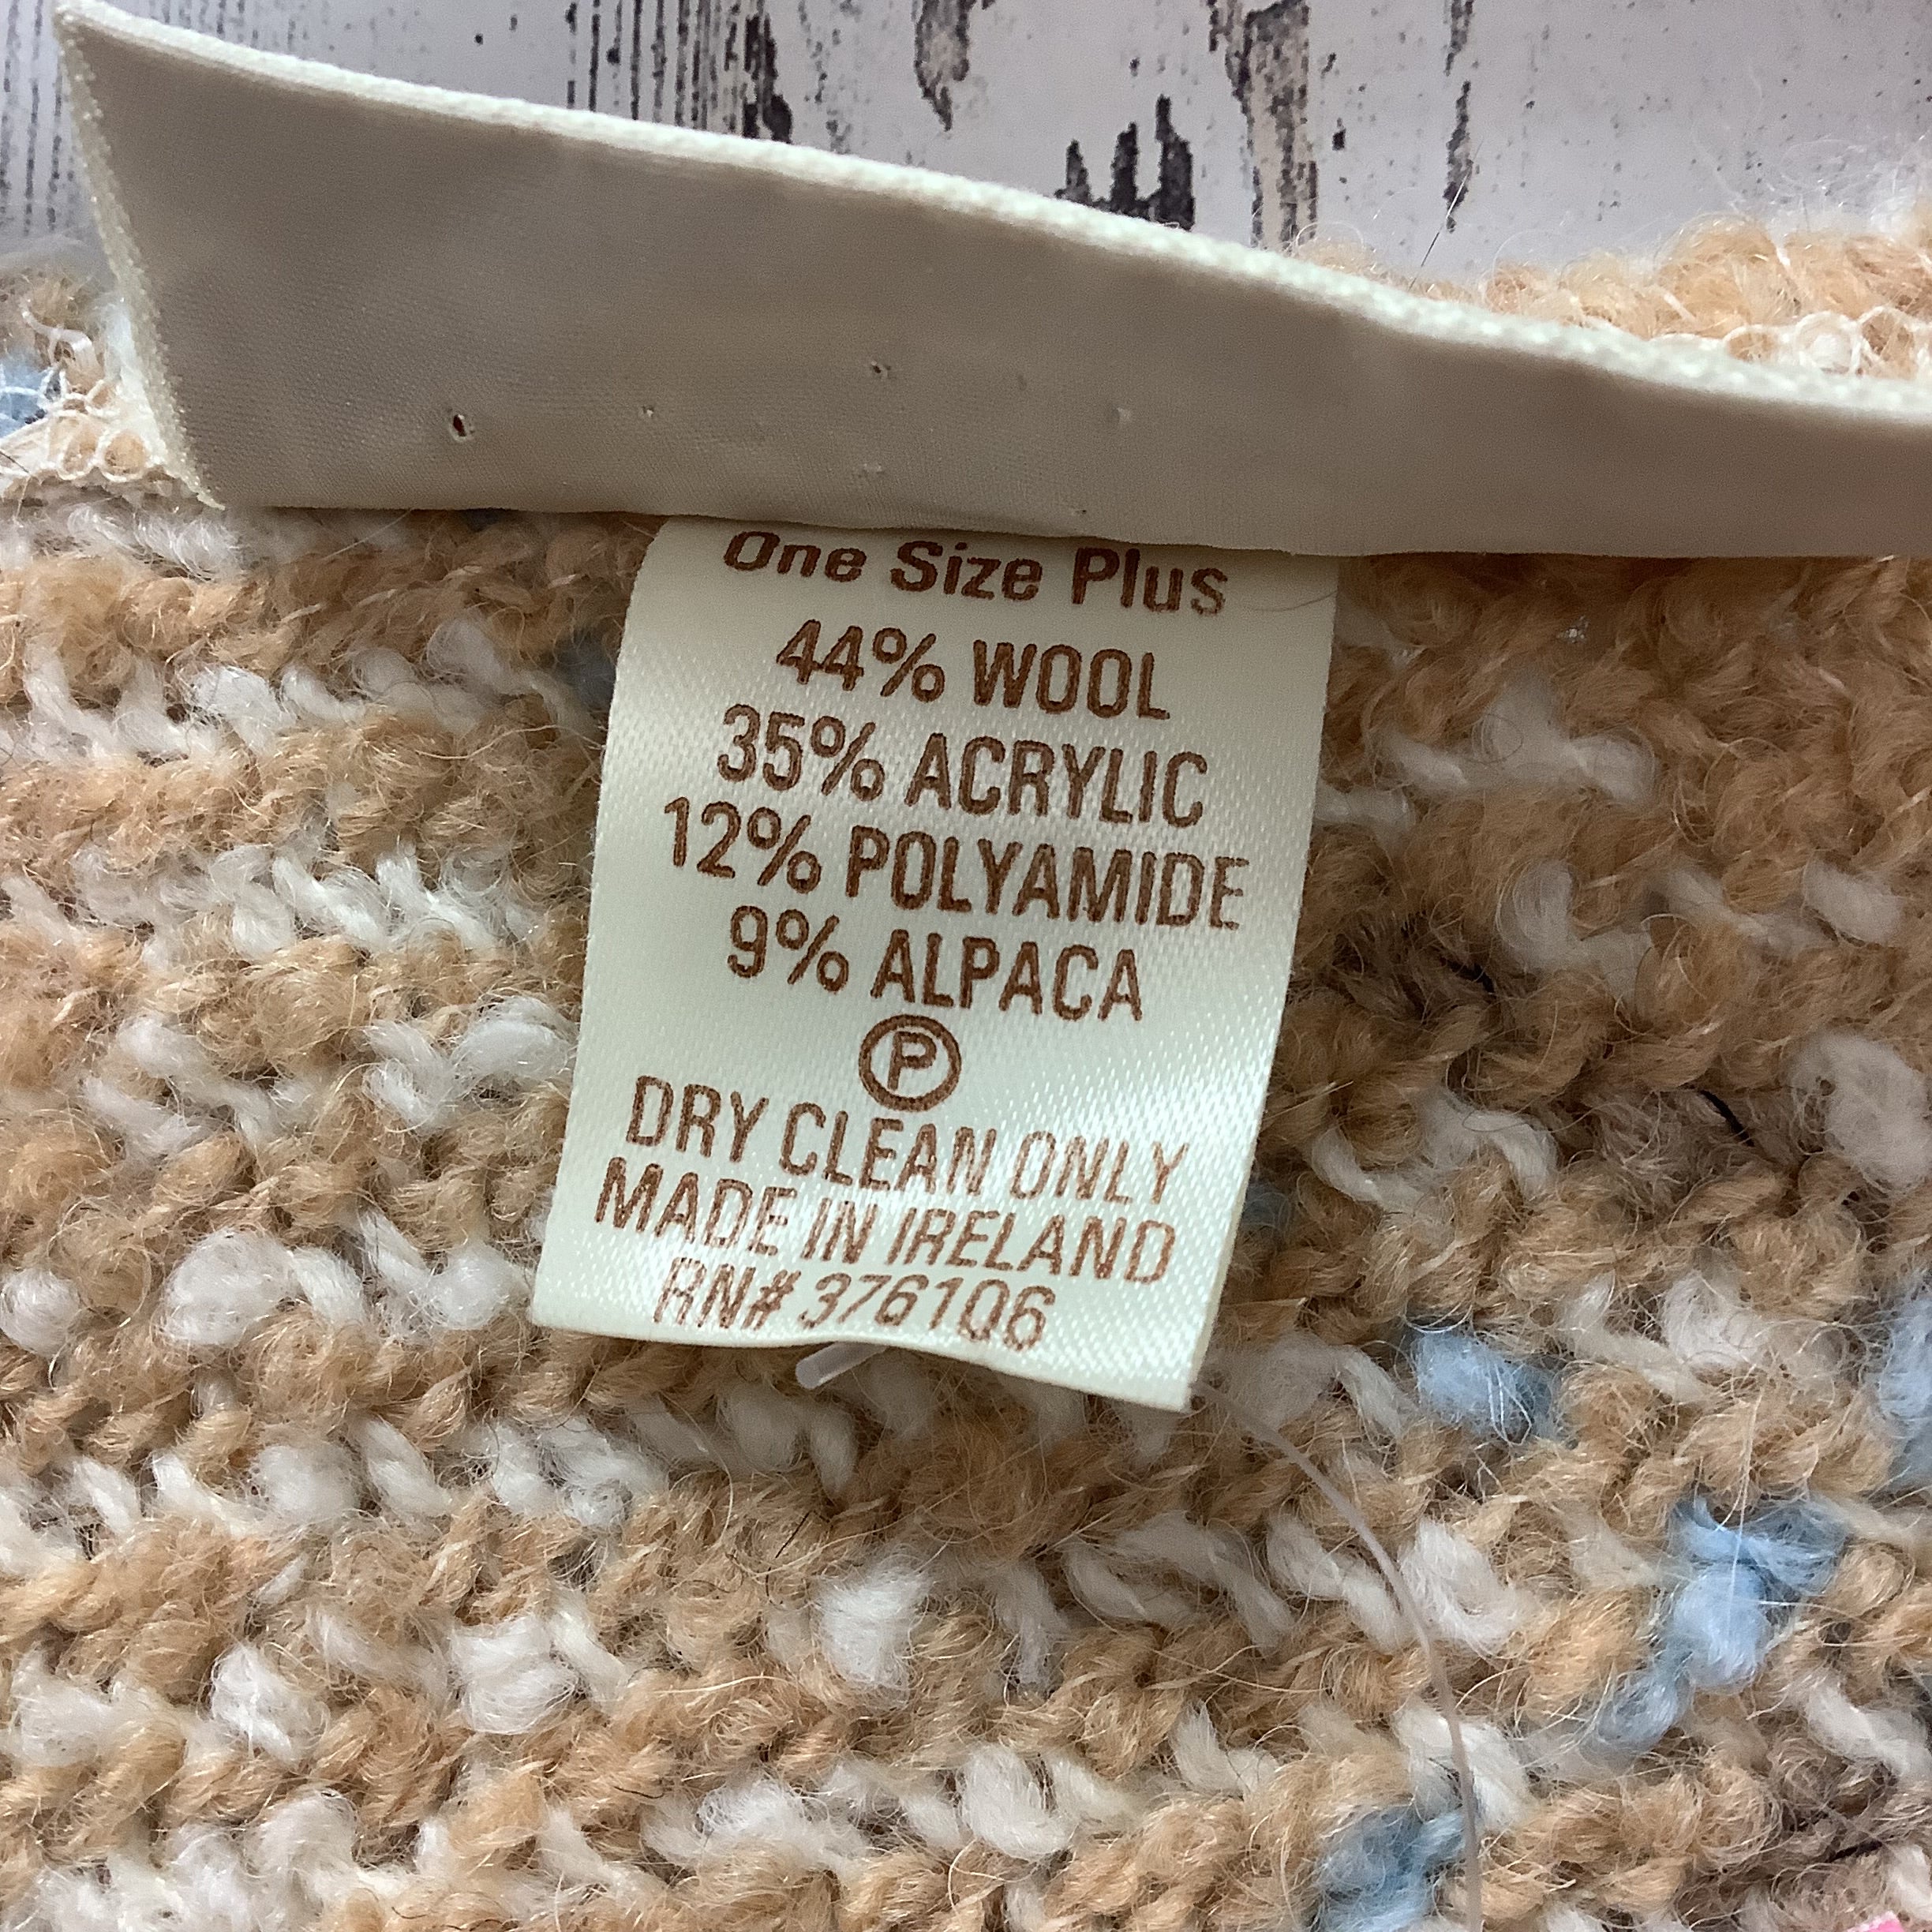 One Size Plus
44% WOOL
35% ACRYLIC
12% POLYAMIDE
9% ALPACA
P
DRY CLEAN ONLY
MADE IN IRELAND
RN# 376106